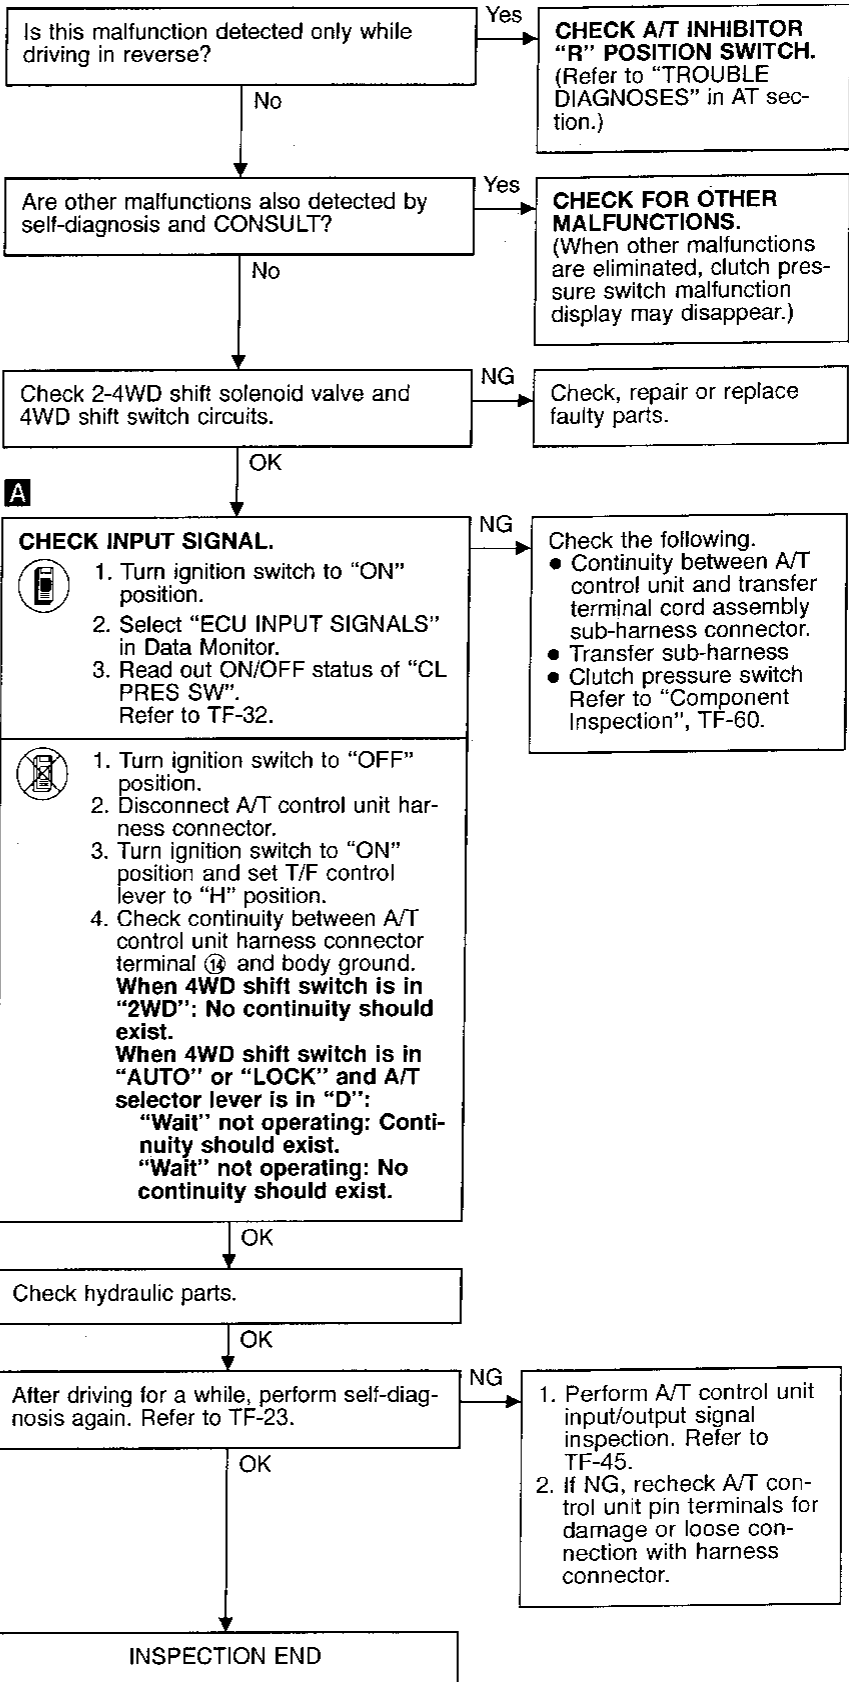 Is this malfunction detected only while
driving in reverse?
Yes
CHECK A/T INHIBITOR
“R” POSITION SWITCH.
(Refer to “TROUBLE
DIAGNOSES” in AT sec-
tion.)
No
Are other malfunctions also detected by
self-diagnosis and CONSULT?
Yes
CHECK FOR OTHER
MALFUNCTIONS.
(When other malfunctions
are eliminated, clutch pres-
sure switch malfunction
display may disappear.)
No
Check 2-4WD shift solenoid valve and
4WD shift switch circuits.
NG
Check, repair or replace
faulty parts.
OK
A
CHECK INPUT SIGNAL.
1. Turn ignition switch to “ON”
position.
2. Select “ECU INPUT SIGNALS”
in Data Monitor.
3. Read out ON/OFF status of “CL
PRES SW”.
Refer to TF-32.
NG
Check the following.
● Continuity between A/T
control unit and transfer
terminal cord assembly
sub-harness connector.
● Transfer sub-harness
● Clutch pressure switch
Refer to “Component
Inspection”, TF-60.
1. Turn ignition switch to “OFF”
position.
2. Disconnect A/T control unit har-
ness connector.
3. Turn ignition switch to “ON”
position and set T/F control
lever to “H” position.
4. Check continuity between A/T
control unit harness connector
terminal ⑭ and body ground.
When 4WD shift switch is in
“2WD”: No continuity should
exist.
When 4WD shift switch is in
“AUTO” or “LOCK” and A/T
selector lever is in “D”:
“Wait” not operating: Conti-
nuity should exist.
“Wait” not operating: No
continuity should exist.
OK
Check hydraulic parts.
OK
After driving for a while, perform self-diag-
nosis again. Refer to TF-23.
NG
1. Perform A/T control unit
input/output signal
inspection. Refer to
TF-45.
2. If NG, recheck A/T con-
trol unit pin terminals for
damage or loose con-
nection with harness
connector.
OK
INSPECTION END